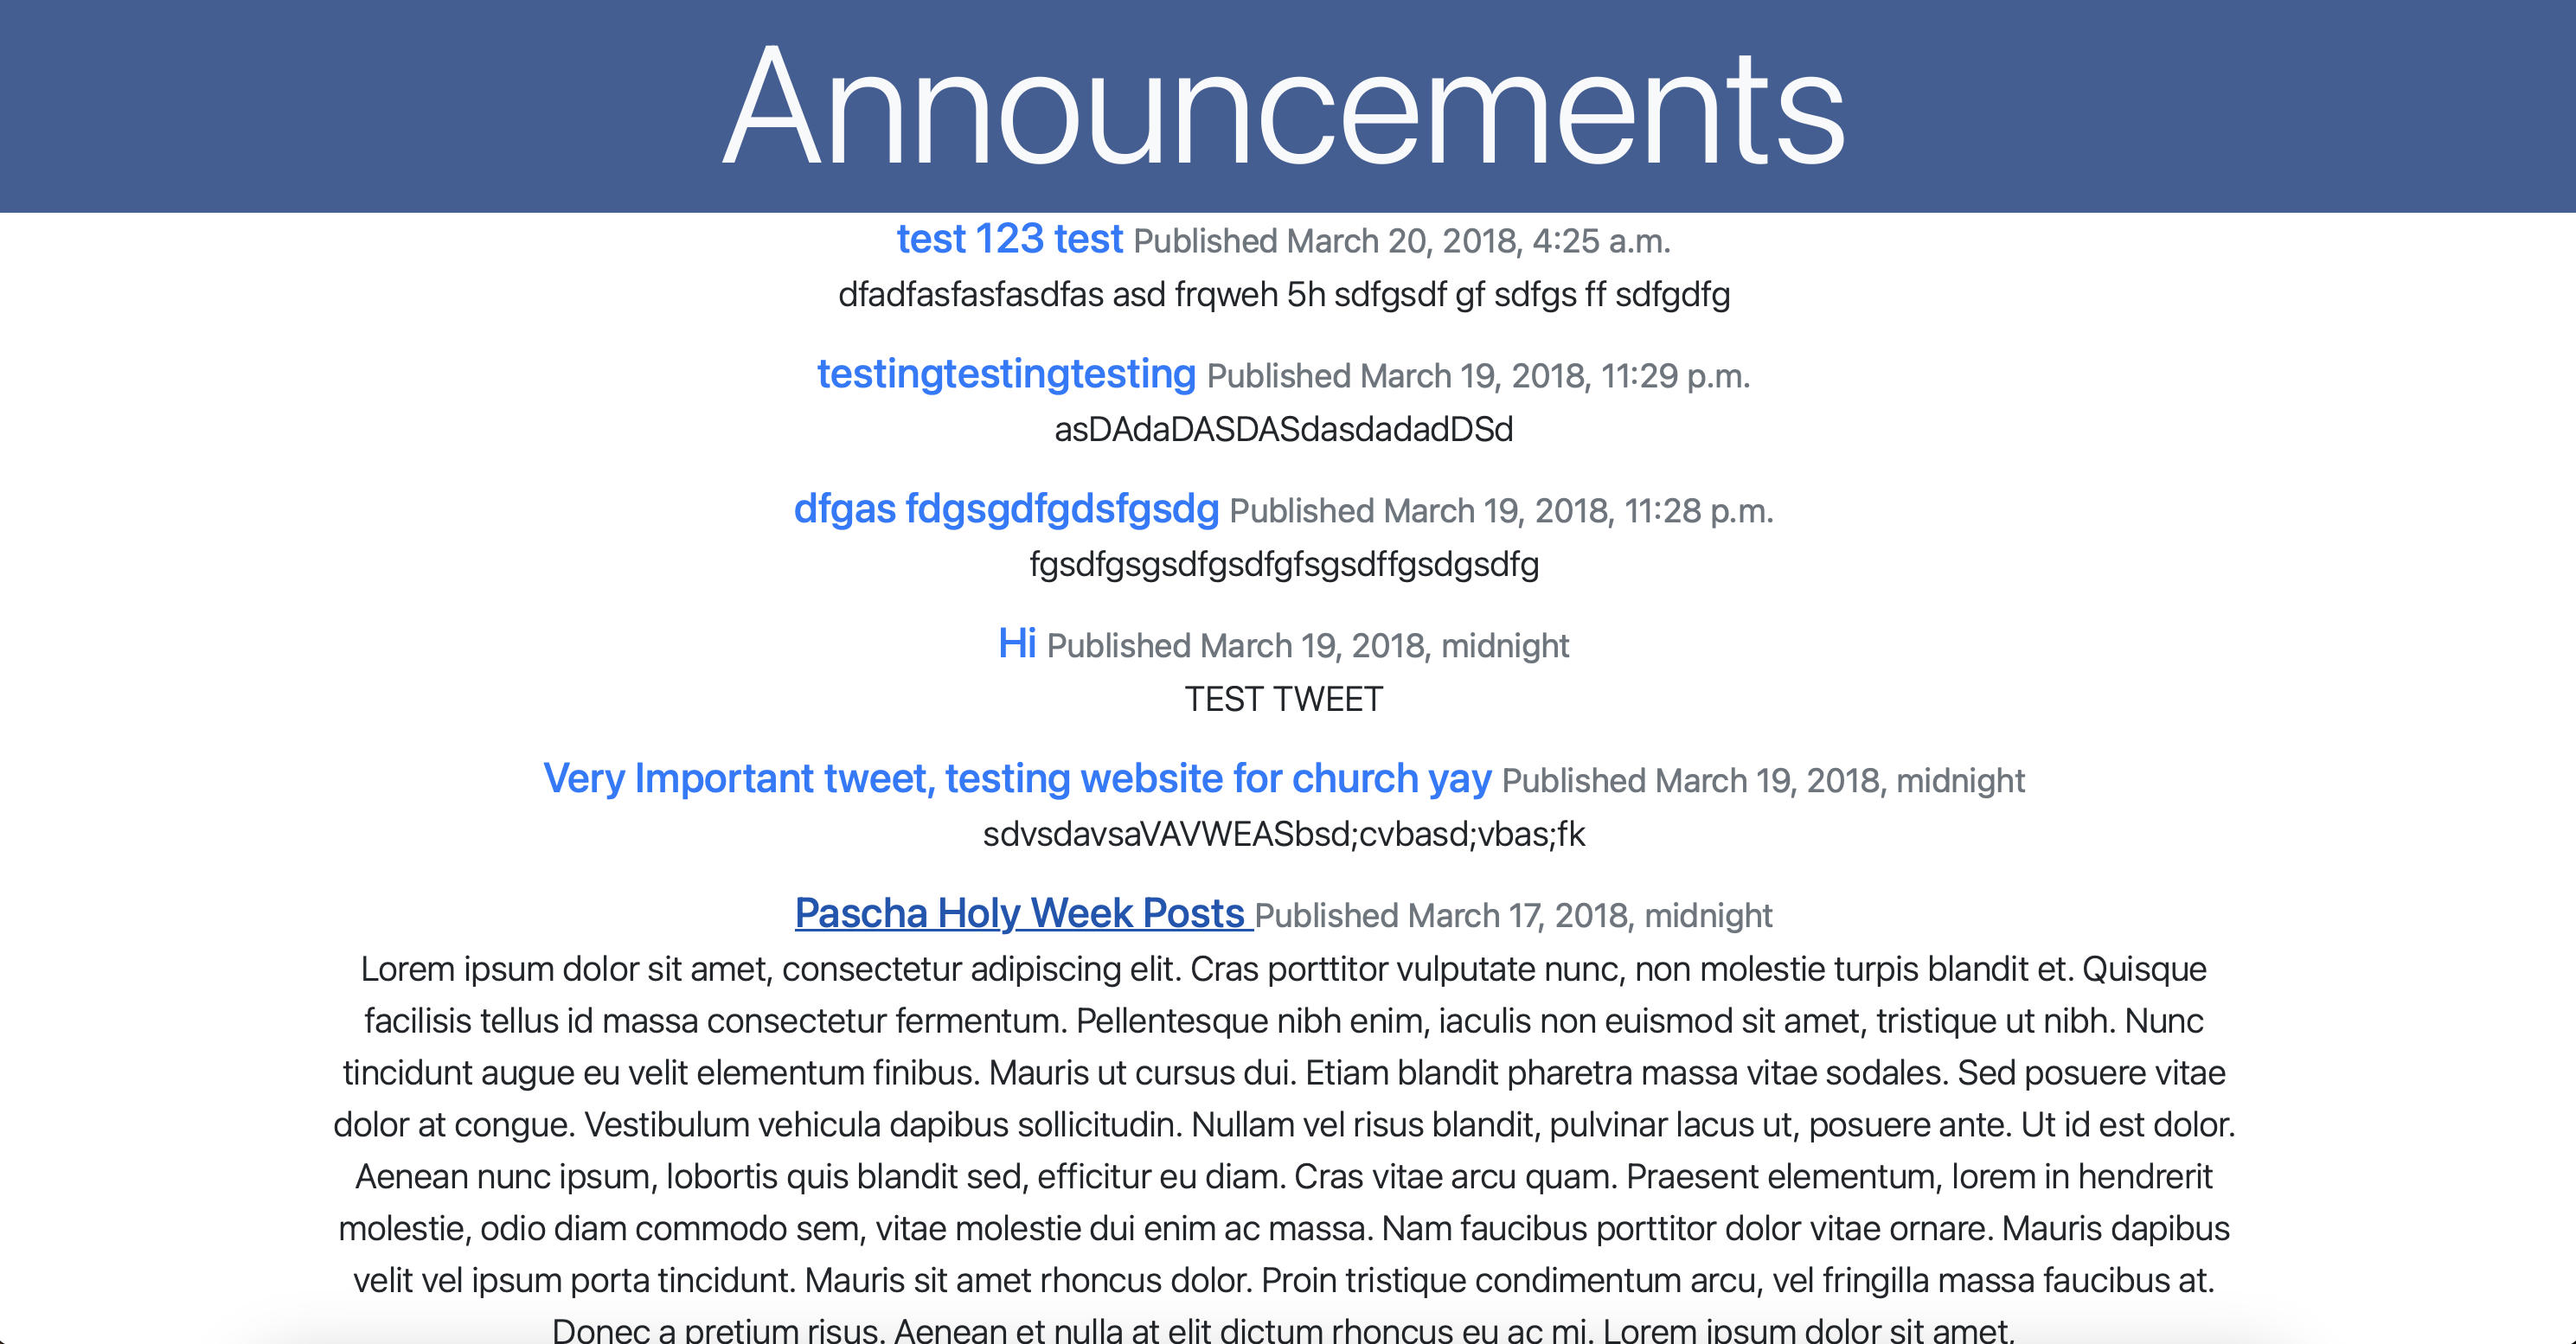 Announcements
test 123 test Published March 20, 2018, 4:25 a.m.
dfadfasfasfasdfas asd frqweh 5h sdfgsdf gf sdfgs ff sdfgdfg
testingtestingtesting Published March 19, 2018, 11:29 p.m.
asDAdaDASDASdasdadadDSd
dfgas fdgsgdfgdsfgsdg Published March 19, 2018, 11:28 p.m.
fgsdfgsgsdfgsdfgfsgsdffgsdgsdfg
Hi Published March 19, 2018, midnight
TEST TWEET
Very Important tweet, testing website for church yay Published March 19, 2018, midnight
sdvsdavsaVAVWEASbsd;cvbasd;vbas;fk
Pascha Holy Week Posts Published March 17, 2018, midnight
Lorem ipsum dolor sit amet, consectetur adipiscing elit. Cras porttitor vulputate nunc, non molestie turpis blandit et. Quisque
facilisis tellus id massa consectetur fermentum. Pellentesque nibh enim, iaculis non euismod sit amet, tristique ut nibh. Nunc
tincidunt augue eu velit elementum finibus. Mauris ut cursus dui. Etiam blandit pharetra massa vitae sodales. Sed posuere vitae
dolor at congue. Vestibulum vehicula dapibus sollicitudin. Nullam vel risus blandit, pulvinar lacus ut, posuere ante. Ut id est dolor.
Aenean nunc ipsum, lobortis quis blandit sed, efficitur eu diam. Cras vitae arcu quam. Praesent elementum, lorem in hendrerit
molestie, odio diam commodo sem, vitae molestie dui enim ac massa. Nam faucibus porttitor dolor vitae ornare. Mauris dapibus
velit vel ipsum porta tincidunt. Mauris sit amet rhoncus dolor. Proin tristique condimentum arcu, vel fringilla massa faucibus at.
Donec a pretium risus. Aenean et nulla at elit dictum rhoncus eu ac mi. Lorem ipsum dolor sit amet,